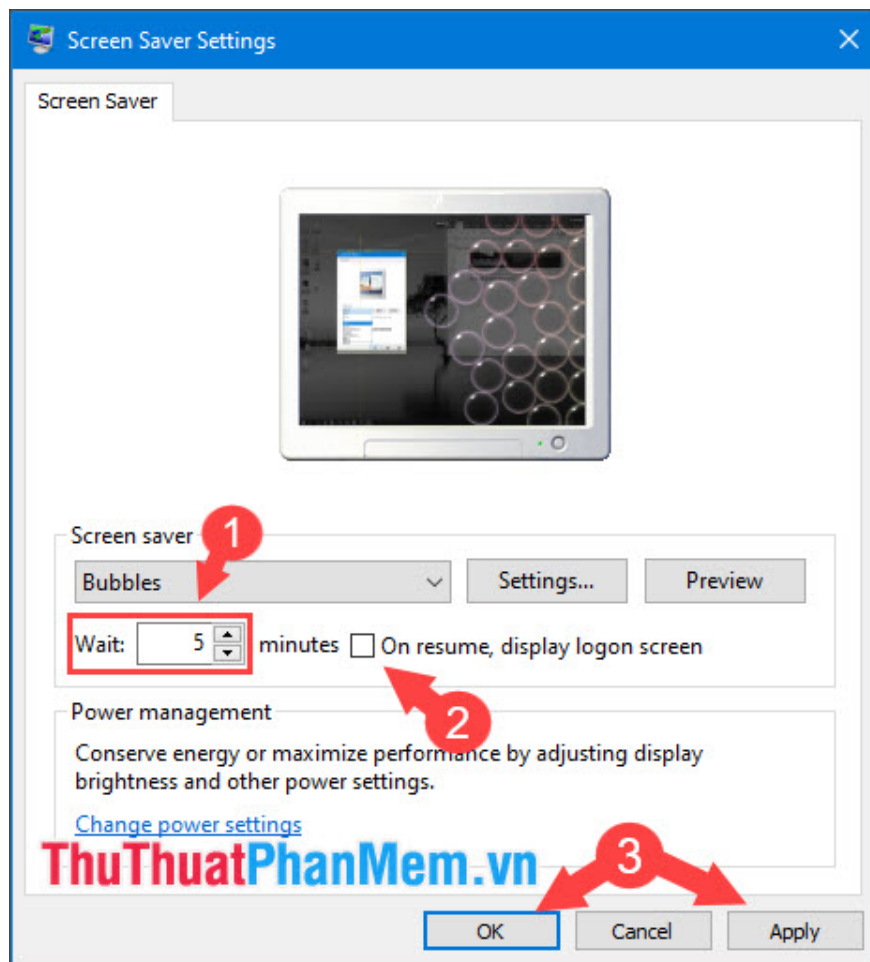 Screen Saver Settings
Screen Saver
Screen saver
1
Bubbles
Settings...
Preview
Wait: 5 minutes On resume, display logon screen
2
Power management
Conserve energy or maximize performance by adjusting display
brightness and other power settings.
Change power settings
ThuThuatPhanMem.vn
3
OK
Cancel
Apply